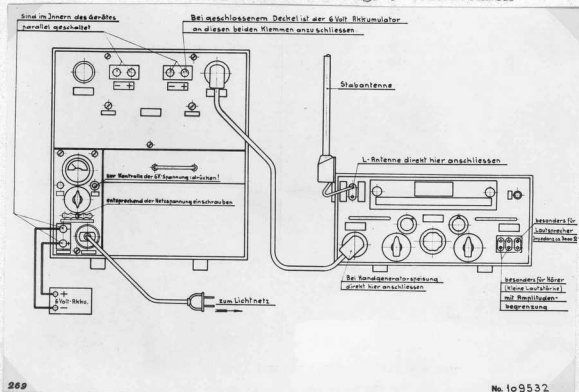 Sind im Innern des Gerätes
parallel geschaltet
Bei geschlossenem Deckel ist der 6 Volt Akkumulator
an diesen beiden Klemmen anzuschliessen.
Stabantenne
L-Antenne direkt hier anschliessen
zur Kontrolle der 6V-Spannung: drücken!
entsprechend der Netzspannung einschrauben
besonders für
Lautsprecher
Bei Handgeneratorspeisung
direkt hier anschliessen
besonders für Hörer
(kleine Lautstärke)
mit Amplituden-
begrenzung
+
6 Volt-Akku.
−
zum Lichtnetz
269
No. 109532